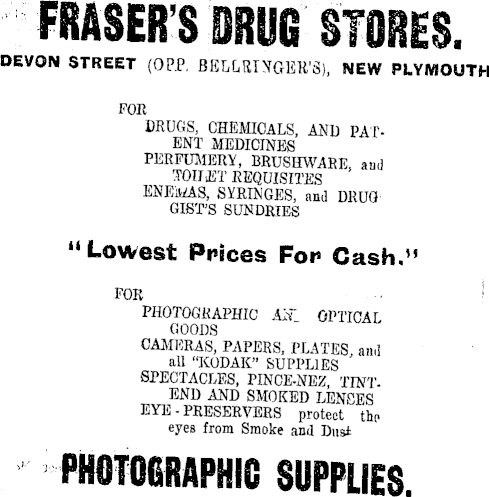 FRASER'S DRUG STORES.
DEVON STREET (OPP. BELLRINGER'S), NEW PLYMOUTH
FOR
DRUGS, CHEMICALS, AND PAT-
ENT MEDICINES
PERFUMERY, BRUSHWARE, and
TOILET REQUISITES
ENEMAS, SYRINGES, and DRUG
GIST'S SUNDRIES
"Lowest Prices For Cash."
FOR
PHOTOGRAPHIC AN_ OPTICAL
GOODS
CAMERAS, PAPERS, PLATES, and
all "KODAK" SUPPLIES
SPECTACLES, PINCE-NEZ, TINT-
END AND SMOKED LENCES
EYE-PRESERVERS protect the
eyes from Smoke and Dust
PHOTOGRAPHIC SUPPLIES.